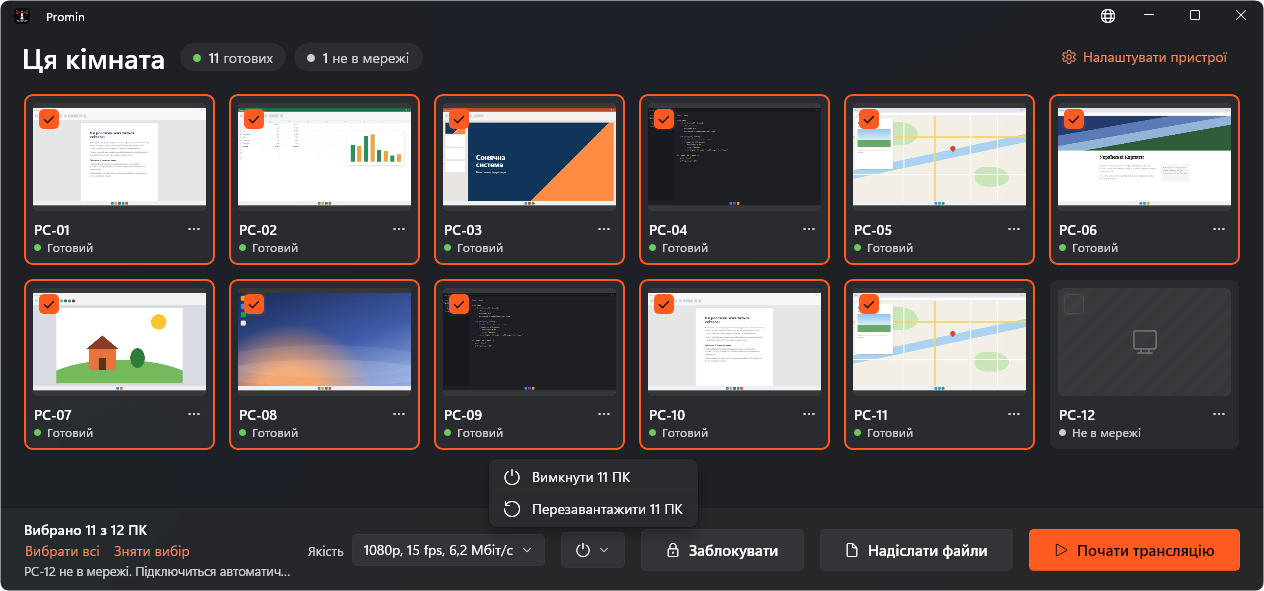 Promin
Ця кімната
11 готових
1 не в мережі
Налаштувати пристрої
Сонячна
система
Українські Карпати
PC-01
Готовий
PC-02
Готовий
PC-03
Готовий
PC-04
Готовий
PC-05
Готовий
PC-06
Готовий
PC-07
Готовий
PC-08
Готовий
PC-09
Готовий
PC-10
Готовий
PC-11
Готовий
PC-12
Не в мережі
Вимкнути 11 ПК
Перезавантажити 11 ПК
Вибрано 11 з 12 ПК
Вибрати всі Зняти вибір
PC-12 не в мережі. Підключиться автоматич...
Якість
1080p, 15 fps, 6,2 Мбіт/с
Заблокувати
Надіслати файли
Почати трансляцію